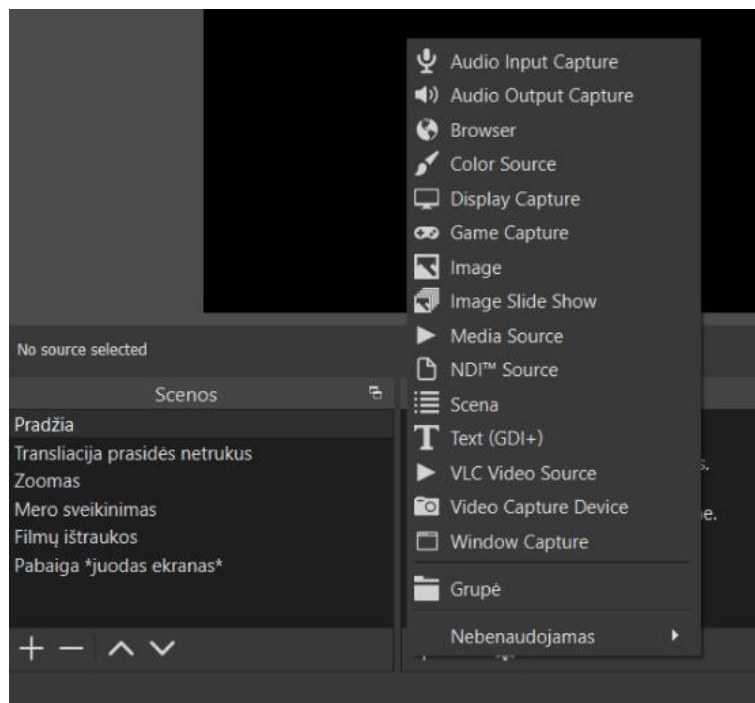 Audio Input Capture
Audio Output Capture
Browser
Color Source
Display Capture
Game Capture
Image
Image Slide Show
Media Source
NDI™ Source
Scena
Text (GDI+)
VLC Video Source
Video Capture Device
Window Capture
Grupė
Nebenaudojamas
No source selected
Scenos
Pradžia
Transliacija prasidės netrukus
Zoomas
Mero sveikinimas
Filmų ištraukos
Pabaiga *juodas ekranas*